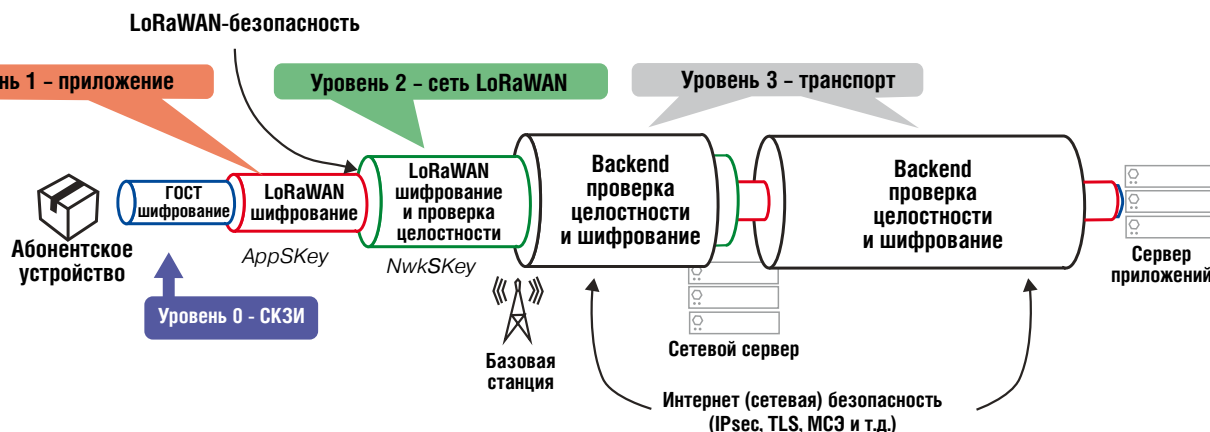 LoRaWAN-безопасность
нь 1 – приложение
Уровень 2 – сеть LoRaWAN
Уровень 3 – транспорт
ГОСТ
шифрование
LoRaWAN
шифрование
LoRaWAN
шифрование
и проверка
целостности
Backend
проверка
целостности
и шифрование
Backend
проверка
целостности
и шифрование
Абонентское
устройство
AppSKey
NwkSKey
Сервер
приложений
Уровень 0 - СКЗИ
Базовая
станция
Сетевой сервер
Интернет (сетевая) безопасность
(IPsec, TLS, МСЭ и т.д.)